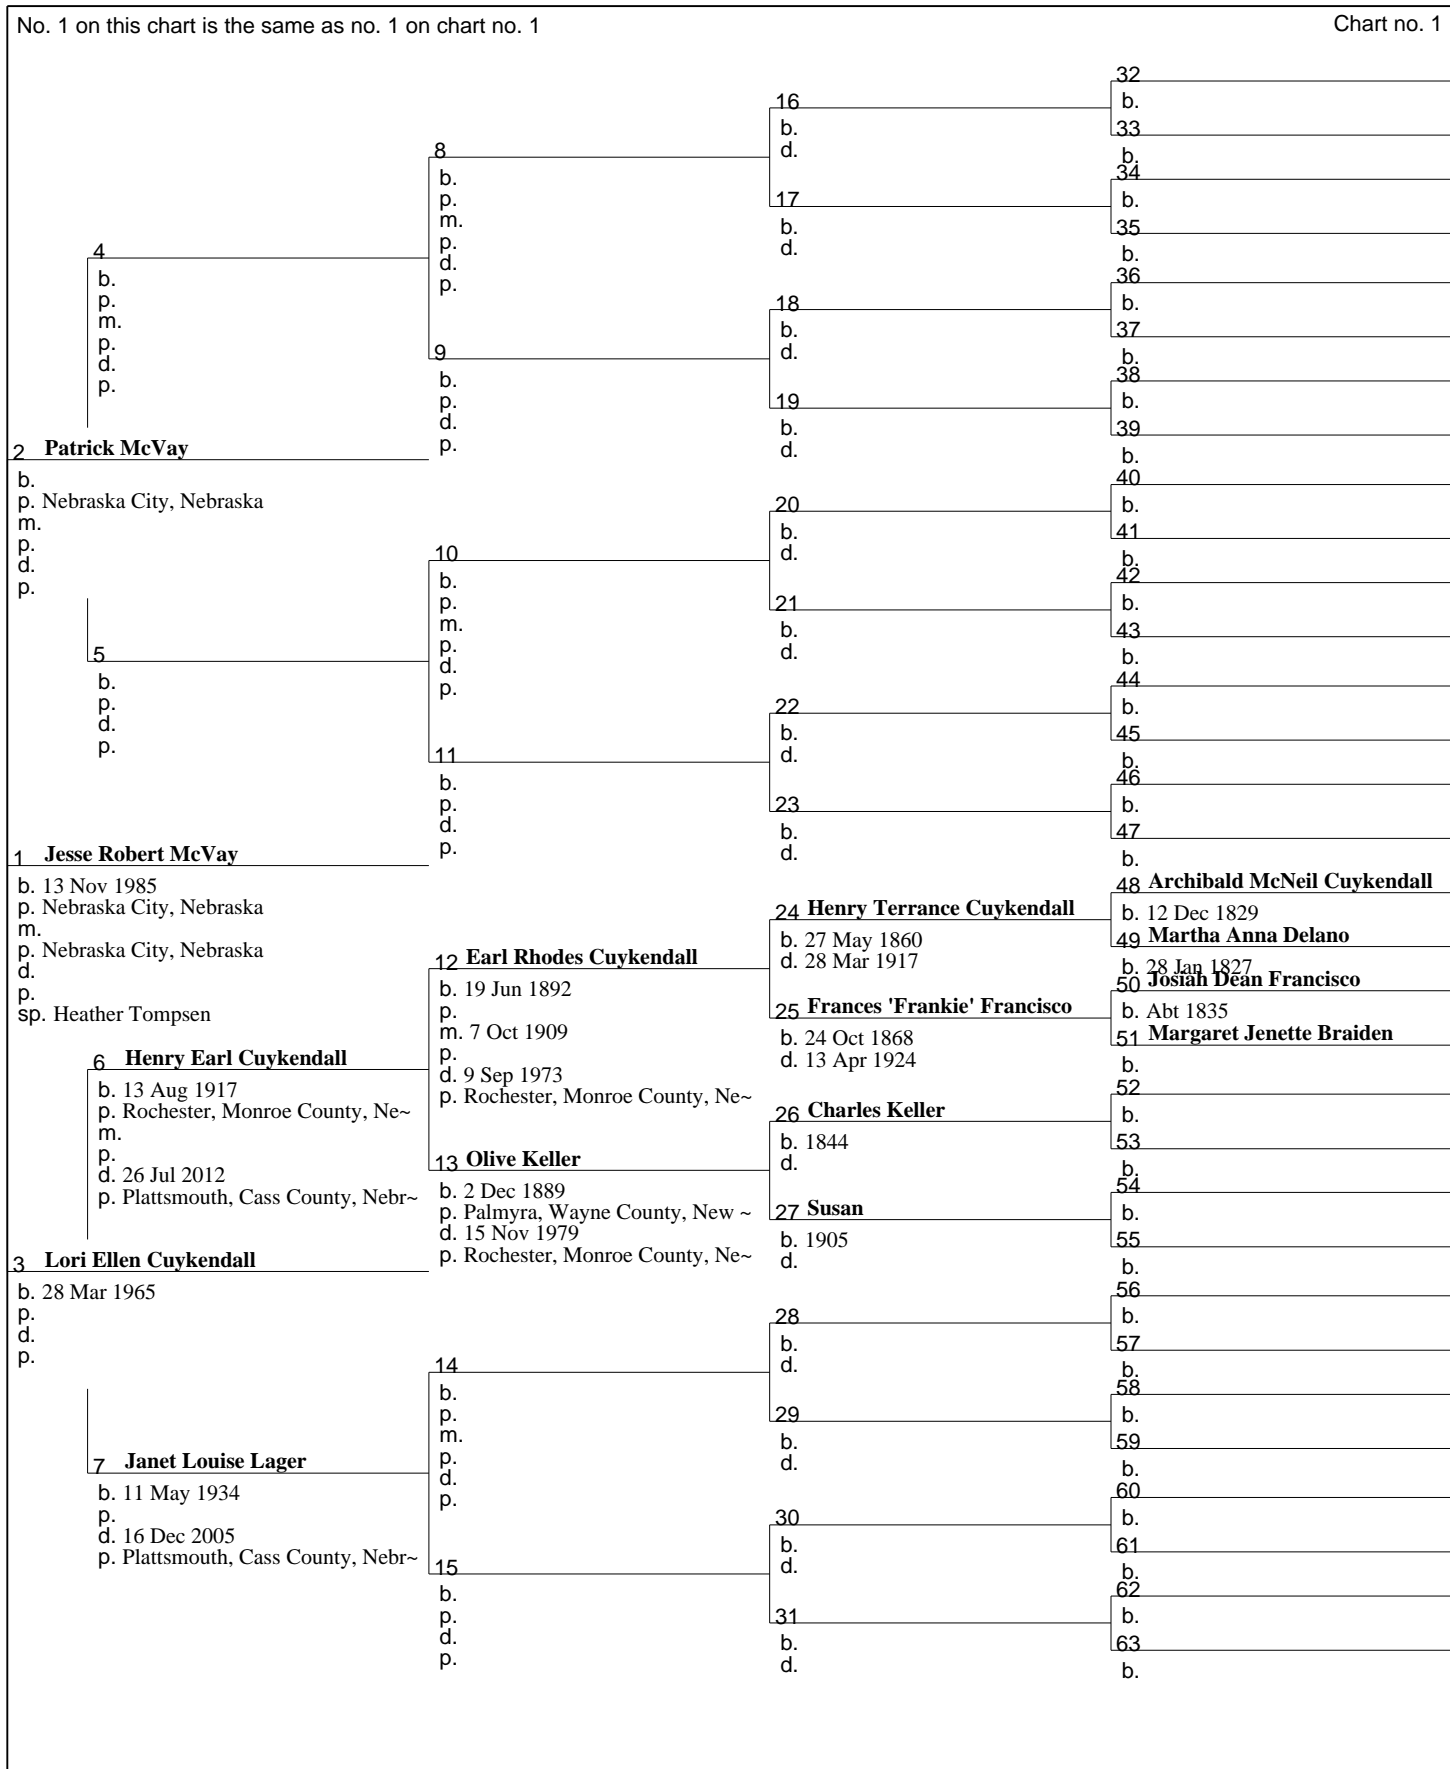 No. 1 on this chart is the same as no. 1 on chart no. 1
Chart no. 1
2 Patrick McVay
b.
p. Nebraska City, Nebraska
m.
p.
d.
p.
4
b.
p.
m.
p.
d.
p.
5
b.
p.
d.
p.
1 Jesse Robert McVay
b. 13 Nov 1985
p. Nebraska City, Nebraska
m.
p. Nebraska City, Nebraska
d.
p.
sp. Heather Tompsen
6 Henry Earl Cuykendall
b. 13 Aug 1917
p. Rochester, Monroe County, Ne~
m.
p.
d. 26 Jul 2012
p. Plattsmouth, Cass County, Nebr~
3 Lori Ellen Cuykendall
b. 28 Mar 1965
p.
d.
p.
7 Janet Louise Lager
b. 11 May 1934
p.
d. 16 Dec 2005
p. Plattsmouth, Cass County, Nebr~
8
b.
p.
m.
p.
d.
p.
9
b.
p.
d.
p.
10
b.
p.
m.
p.
d.
p.
11
b.
p.
d.
p.
12 Earl Rhodes Cuykendall
b. 19 Jun 1892
p.
m. 7 Oct 1909
p.
d. 9 Sep 1973
p. Rochester, Monroe County, Ne~
13 Olive Keller
b. 2 Dec 1889
p. Palmyra, Wayne County, New ~
d. 15 Nov 1979
p. Rochester, Monroe County, Ne~
14
b.
p.
m.
p.
d.
p.
15
b.
p.
d.
p.
16
b.
d.
17
b.
d.
18
b.
d.
19
b.
d.
20
b.
d.
21
b.
d.
22
b.
d.
23
b.
d.
24 Henry Terrance Cuykendall
b. 27 May 1860
d. 28 Mar 1917
25 Frances 'Frankie' Francisco
b. 24 Oct 1868
d. 13 Apr 1924
26 Charles Keller
b. 1844
d.
27 Susan
b. 1905
d.
28
b.
d.
29
b.
d.
30
b.
d.
31
b.
d.
32
b.
33
b.
34
b.
35
b.
36
b.
37
b.
38
b.
39
b.
40
b.
41
b.
42
b.
43
b.
44
b.
45
b.
46
b.
47
b.
48 Archibald McNeil Cuykendall
b. 12 Dec 1829
49 Martha Anna Delano
b. 28 Jan 1827
50 Josiah Dean Francisco
b. Abt 1835
51 Margaret Jenette Braiden
b.
52
b.
53
b.
54
b.
55
b.
56
b.
57
b.
58
b.
59
b.
60
b.
61
b.
62
b.
63
b.